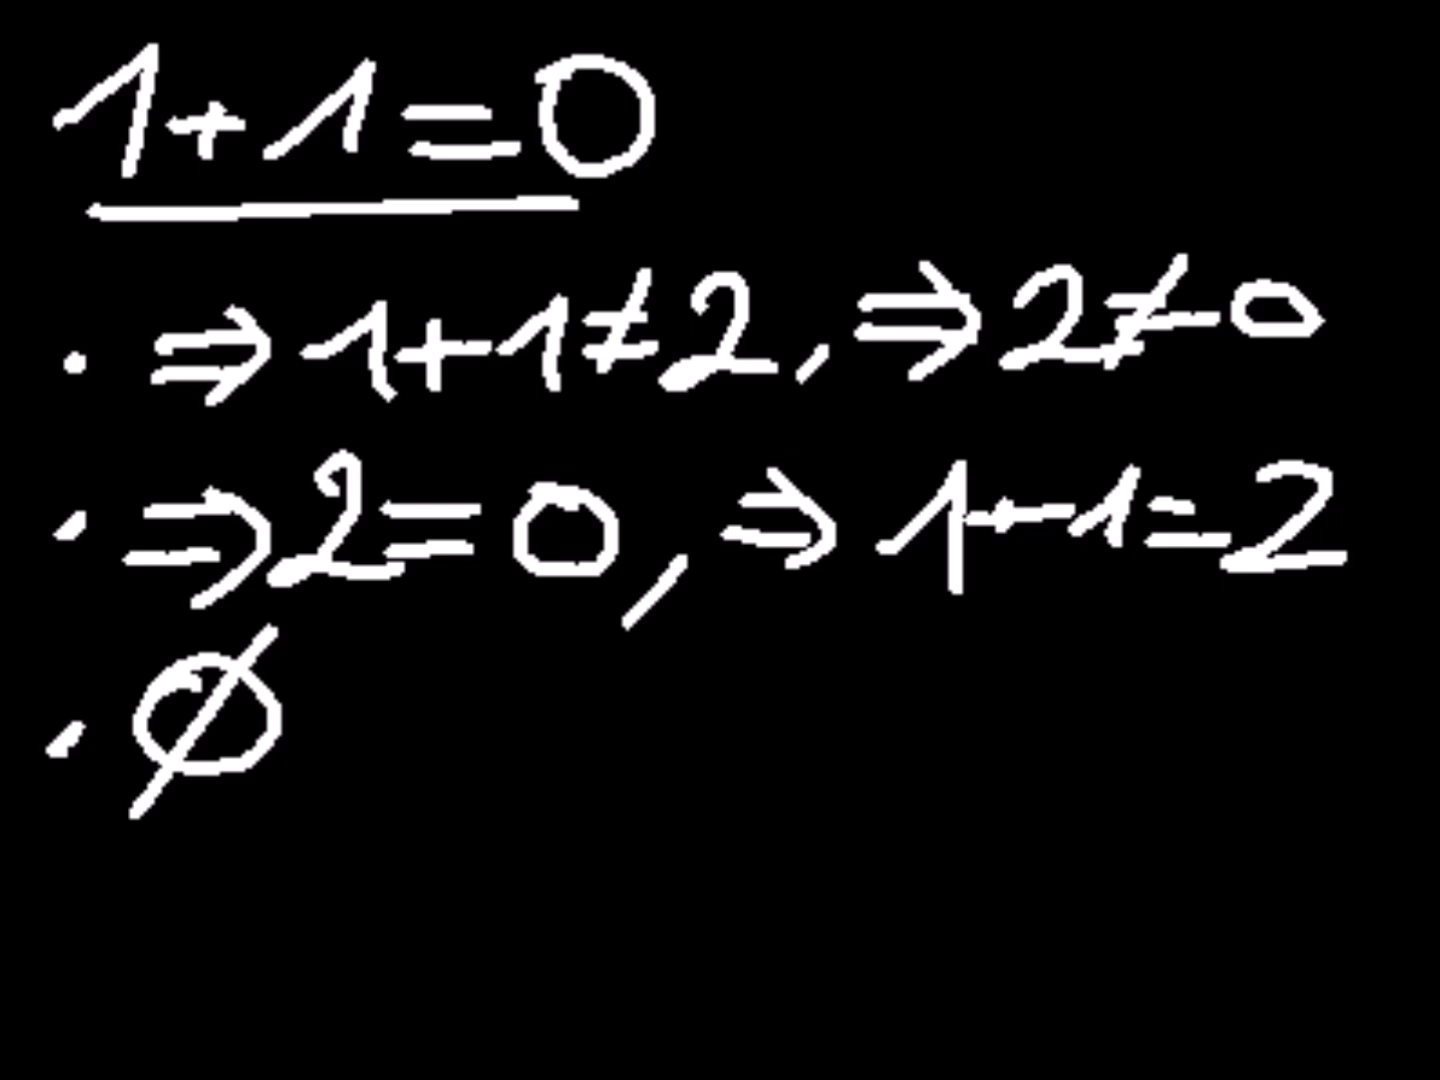 1+1=0
· ⇒ 1+1≠2, ⇒ 2≠0
· ⇒ 2=0, ⇒ 1+1=2
· Ø